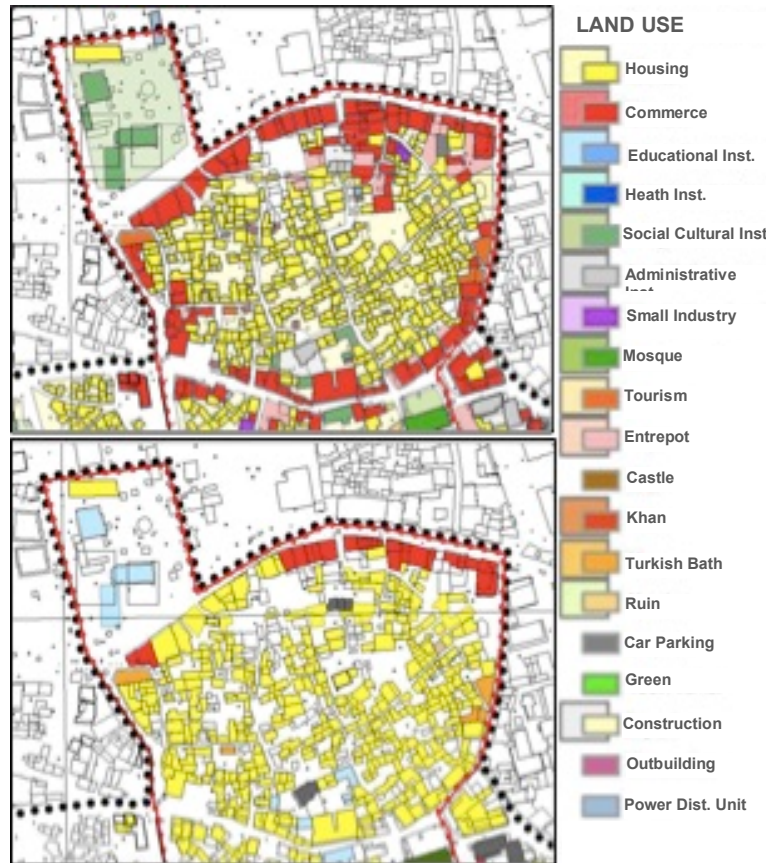 LAND USE
Housing
Commerce
Educational Inst.
Heath Inst.
Social Cultural Inst
Administrative
Small Industry
Mosque
Tourism
Entrepot
Castle
Khan
Turkish Bath
Ruin
Car Parking
Green
Construction
Outbuilding
Power Dist. Unit